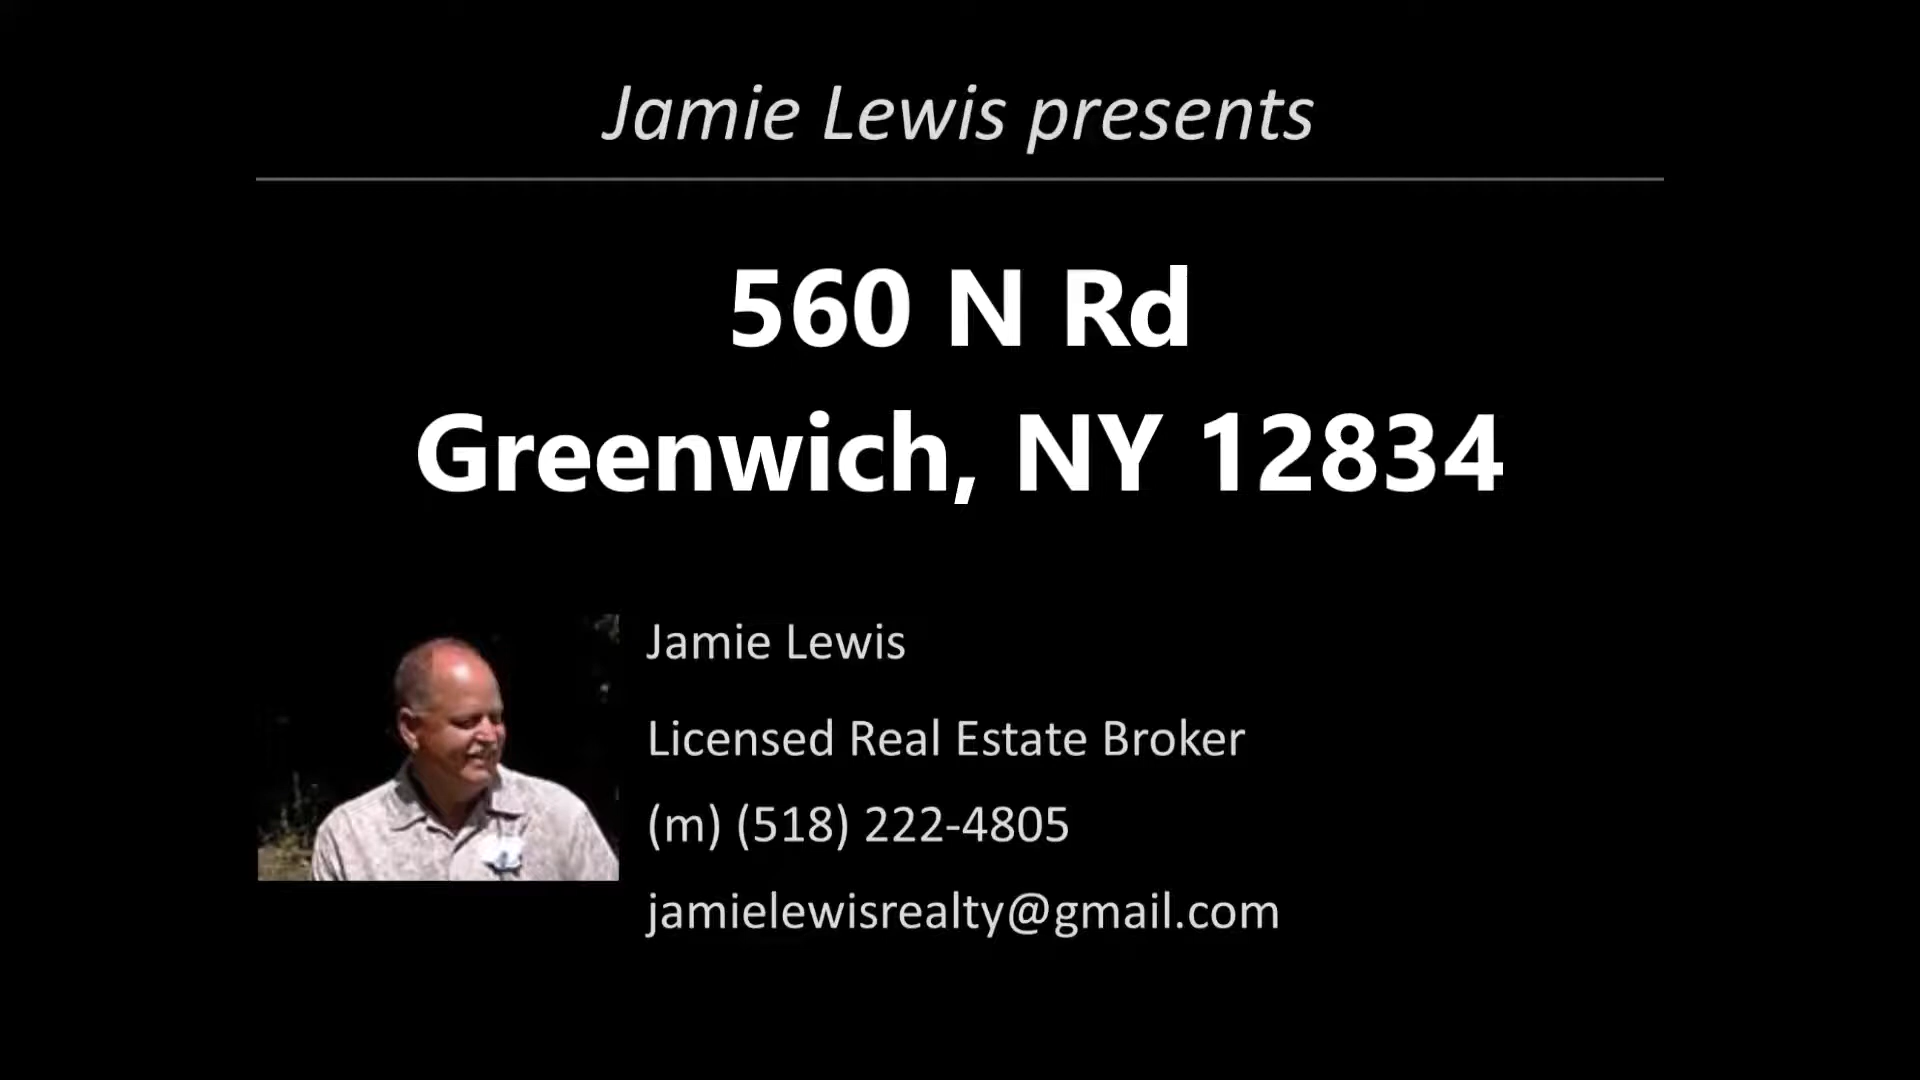 Jamie Lewis presents
560 N Rd
Greenwich, NY 12834
Jamie Lewis
Licensed Real Estate Broker
(m) (518) 222-4805
jamielewisrealty@gmail.com